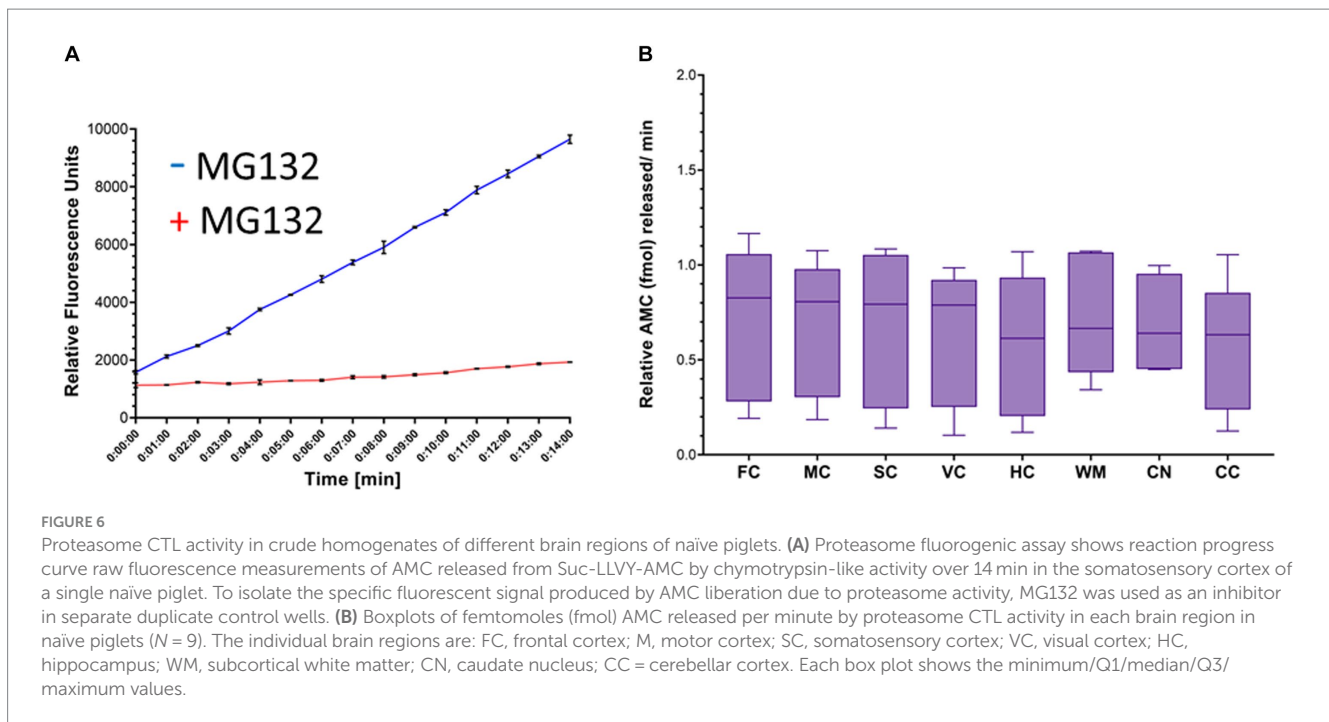 A
Relative Fluorescence Units
10000
8000
6000
4000
2000
0
- MG132
+ MG132
0:00:00
0:01:00
0:02:00
0:03:00
0:04:00
0:05:00
0:06:00
0:07:00
0:08:00
0:09:00
0:10:00
0:11:00
0:12:00
0:13:00
0:14:00
Time [min]
B
Relative AMC (fmol) released/ min
2.0
1.5
1.0
0.5
0.0
FC MC SC VC HC WM CN CC
FIGURE 6
Proteasome CTL activity in crude homogenates of different brain regions of naïve piglets. (A) Proteasome fluorogenic assay shows reaction progress
curve raw fluorescence measurements of AMC released from Suc-LLVY-AMC by chymotrypsin-like activity over 14 min in the somatosensory cortex of
a single naïve piglet. To isolate the specific fluorescent signal produced by AMC liberation due to proteasome activity, MG132 was used as an inhibitor
in separate duplicate control wells. (B) Boxplots of femtomoles (fmol) AMC released per minute by proteasome CTL activity in each brain region in
naïve piglets (N = 9). The individual brain regions are: FC, frontal cortex; M, motor cortex; SC, somatosensory cortex; VC, visual cortex; HC,
hippocampus; WM, subcortical white matter; CN, caudate nucleus; CC = cerebellar cortex. Each box plot shows the minimum/Q1/median/Q3/
maximum values.